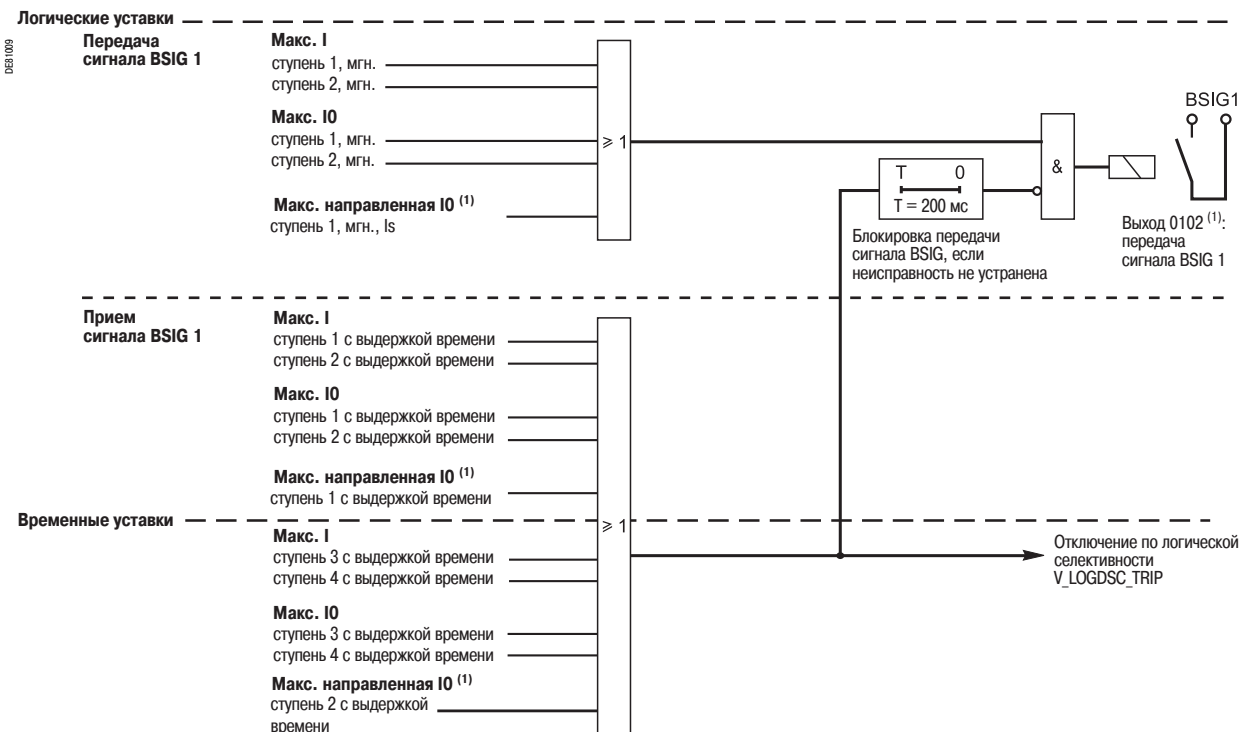 Логические уставки
DE81009
Передача
сигнала BSIG 1
Макс. I
ступень 1, мгн.
ступень 2, мгн.
Макс. I0
ступень 1, мгн.
ступень 2, мгн.
Макс. направленная I0 (1)
ступень 1, мгн., Is
≥ 1
T 0
T = 200 мс
&
BSIG1
Блокировка передачи
сигнала BSIG, если
неисправность не устранена
Выход 0102 (1):
передача
сигнала BSIG 1
Прием
сигнала BSIG 1
Макс. I
ступень 1 с выдержкой времени
ступень 2 с выдержкой времени
Макс. I0
ступень 1 с выдержкой времени
ступень 2 с выдержкой времени
Макс. направленная I0 (1)
ступень 1 с выдержкой времени
Временные уставки
≥ 1
Макс. I
ступень 3 с выдержкой времени
ступень 4 с выдержкой времени
Макс. I0
ступень 3 с выдержкой времени
ступень 4 с выдержкой времени
Макс. направленная I0 (1)
ступень 2 с выдержкой
времени
Отключение по логической
селективности
V_LOGDSC_TRIP